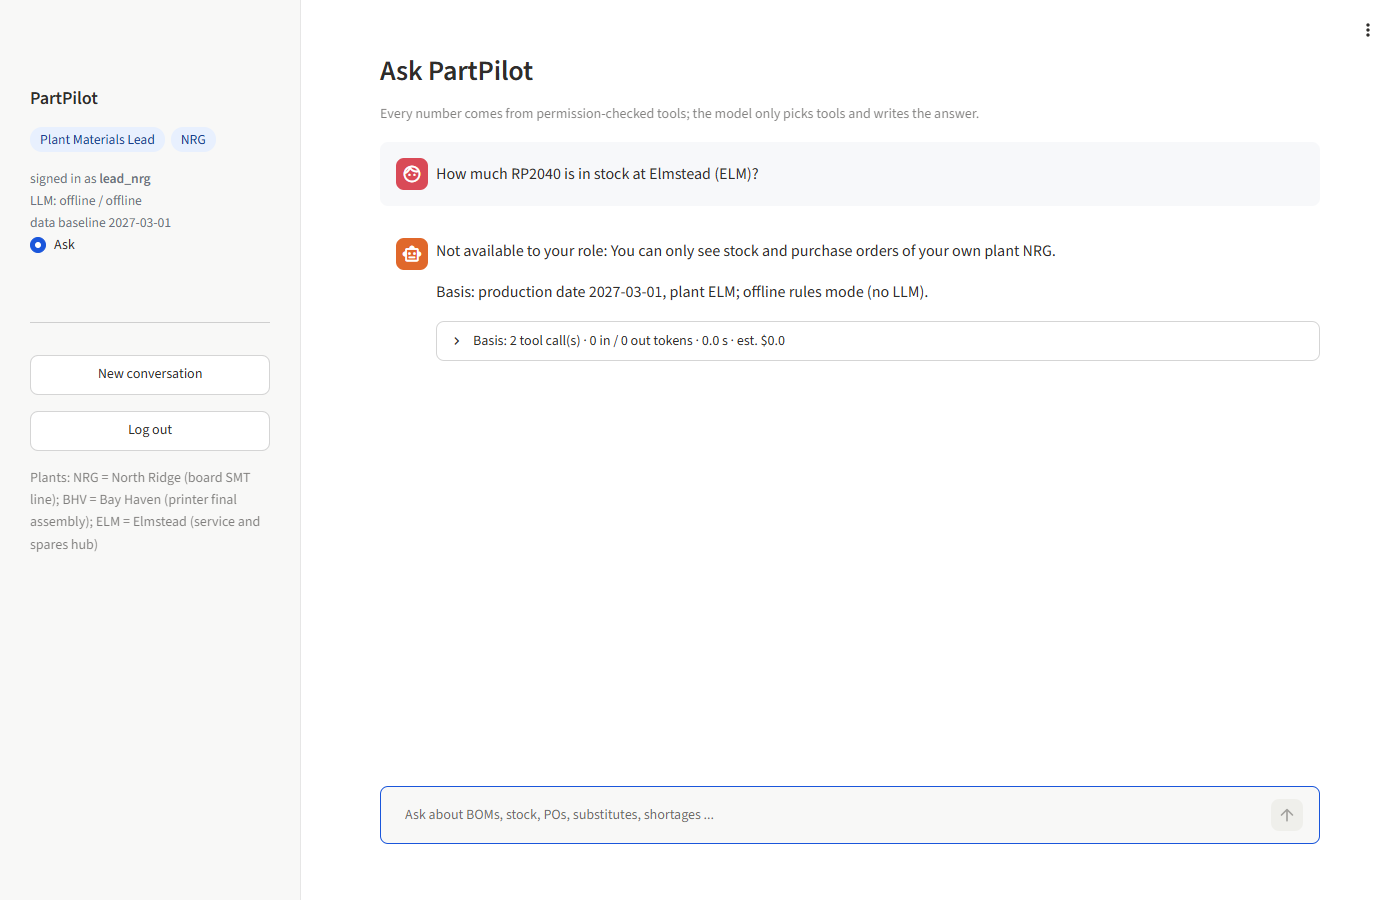 PartPilot
Plant Materials Lead
NRG
signed in as lead_nrg
LLM: offline / offline
data baseline 2027-03-01
Ask
New conversation
Log out
Plants: NRG = North Ridge (board SMT
line); BHV = Bay Haven (printer final
assembly); ELM = Elmstead (service and
spares hub)
Ask PartPilot
Every number comes from permission-checked tools; the model only picks tools and writes the answer.
How much RP2040 is in stock at Elmstead (ELM)?
Not available to your role: You can only see stock and purchase orders of your own plant NRG.
Basis: production date 2027-03-01, plant ELM; offline rules mode (no LLM).
Basis: 2 tool call(s) · 0 in / 0 out tokens · 0.0 s · est. $0.0
Ask about BOMs, stock, POs, substitutes, shortages ...